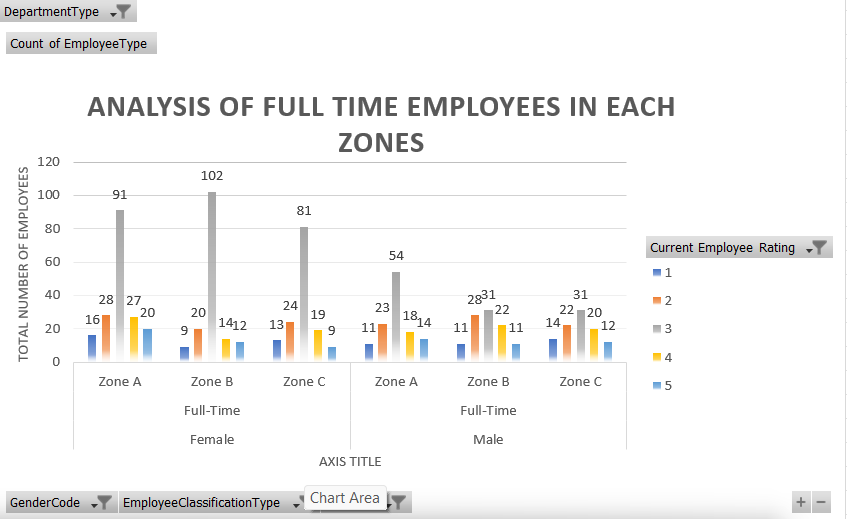 DepartmentType
Count of EmployeeType
ANALYSIS OF FULL TIME EMPLOYEES IN EACH
ZONES
TOTAL NUMBER OF EMPLOYEES
120
100
80
60
40
20
0
16 28 91 27 20
9 20 102 14 12
13 24 81 19 9
11 23 54 18 14
11 28 31 22 11
14 22 31 20 12
Zone A Zone B Zone C Zone A Zone B Zone C
Full-Time Full-Time
Female Male
AXIS TITLE
Current Employee Rating
1
2
3
4
5
GenderCode EmployeeClassificationType
Chart Area
+ −